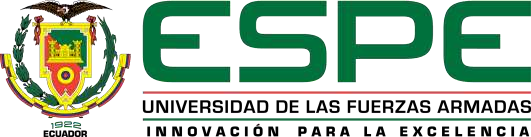 1922
ECUADOR
ESPE
UNIVERSIDAD DE LAS FUERZAS ARMADAS
INNOVACIÓN PARA LA EXCELENCIA